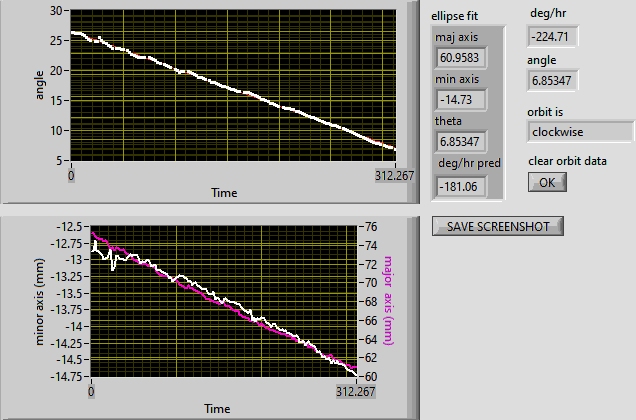 30
25
20
15
10
5
angle
0
312.267
Time
ellipse fit
maj axis
60.9583
min axis
-14.73
theta
6.85347
deg/hr pred
-181.06
deg/hr
-224.71
angle
6.85347
orbit is
clockwise
clear orbit data
OK
SAVE SCREENSHOT
-12.5
-12.75
-13
-13.25
-13.5
-13.75
-14
-14.25
-14.5
-14.75
minor axis (mm)
76
74
72
70
68
66
64
62
60
major axis (mm)
0
312.267
Time